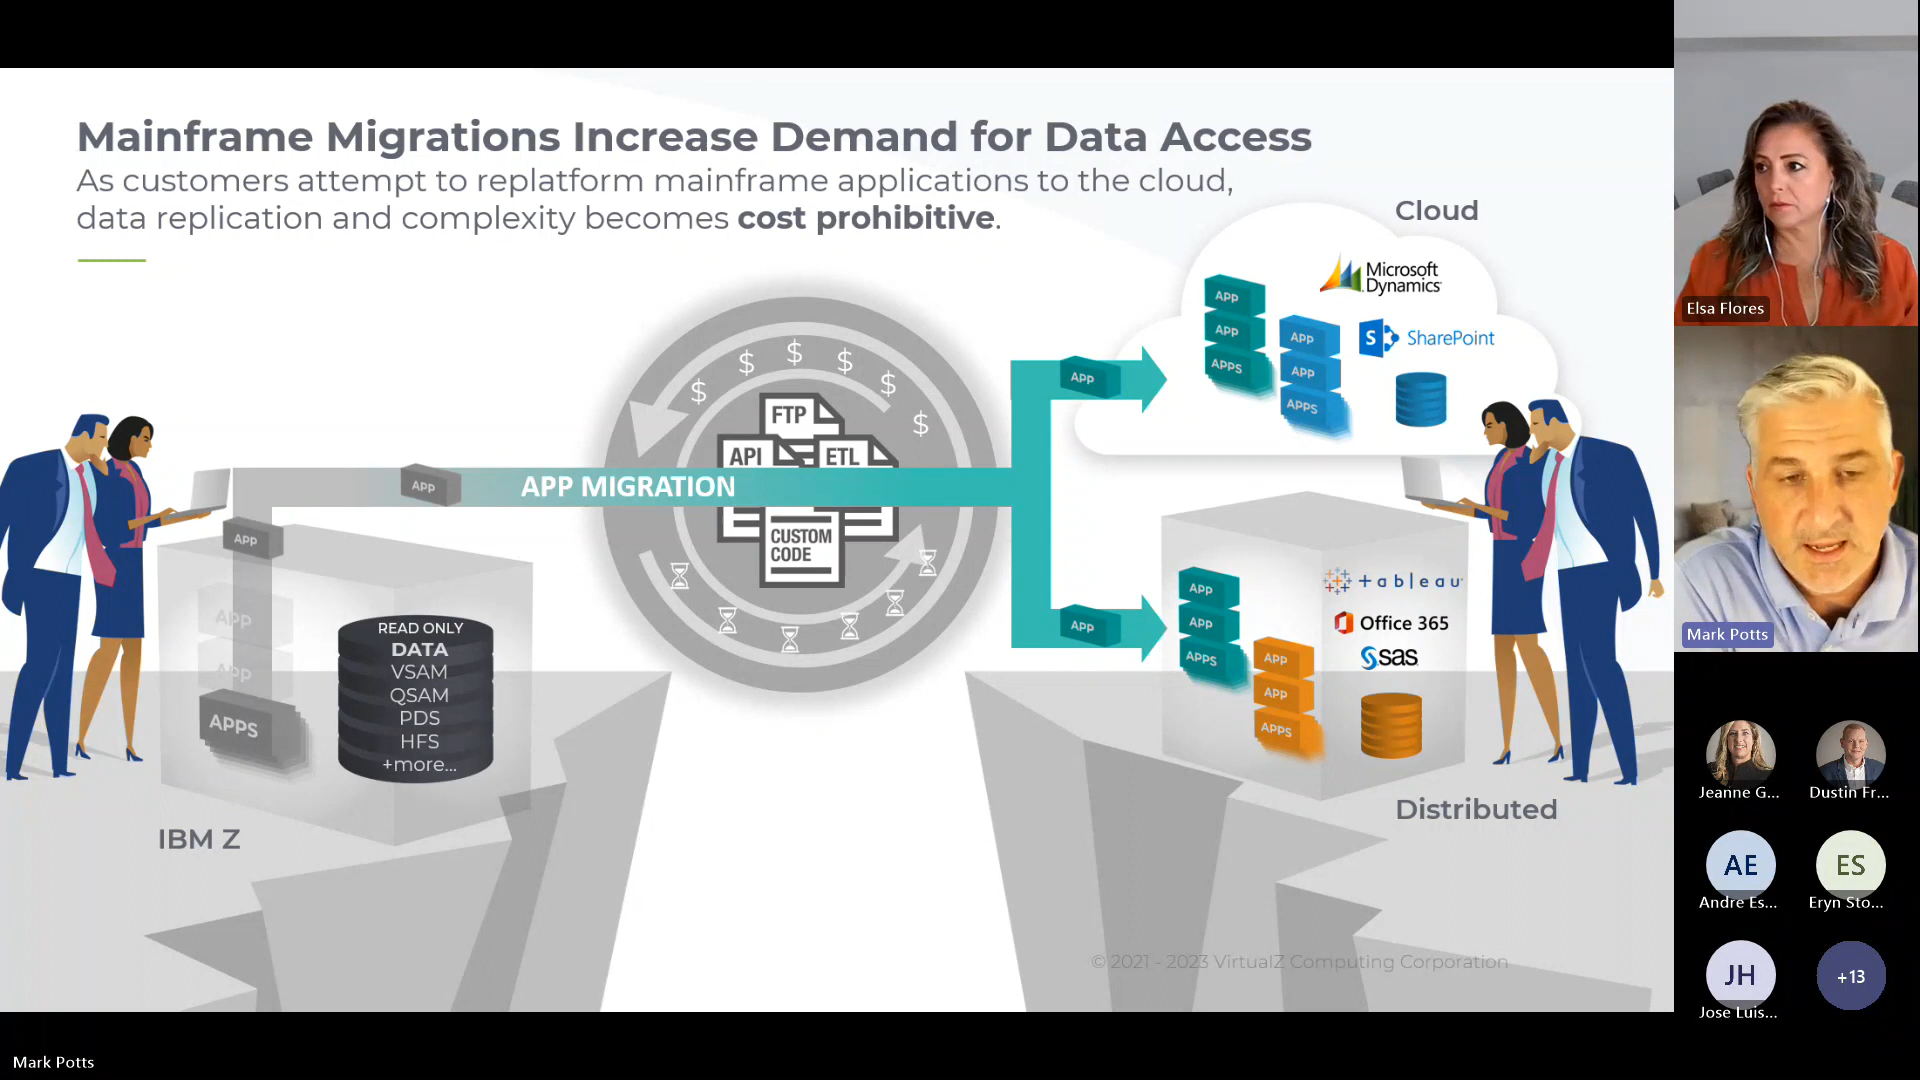 Mainframe Migrations Increase Demand for Data Access
As customers attempt to replatform mainframe applications to the cloud,
data replication and complexity becomes cost prohibitive.
Cloud
Microsoft
Dynamics
APP
APP
APPS
APP
APP
APPS
S
SharePoint
APP
$
$
$
$
$
$
FTP
API
ETL
APP
APP MIGRATION
CUSTOM
CODE
APP
APP
APP
APPS
READ ONLY
DATA
VSAM
QSAM
PDS
HFS
+more...
IBM Z
APP
APP
APP
APPS
APP
APP
APPS
+ableau
Office 365
sas
Distributed
© 2021 - 2023 VirtualZ Computing Corporation
Elsa Flores
Mark Potts
Jeanne G...
Dustin Fr...
AE
Andre Es...
ES
Eryn Sto...
JH
Jose Luis...
+13
Mark Potts